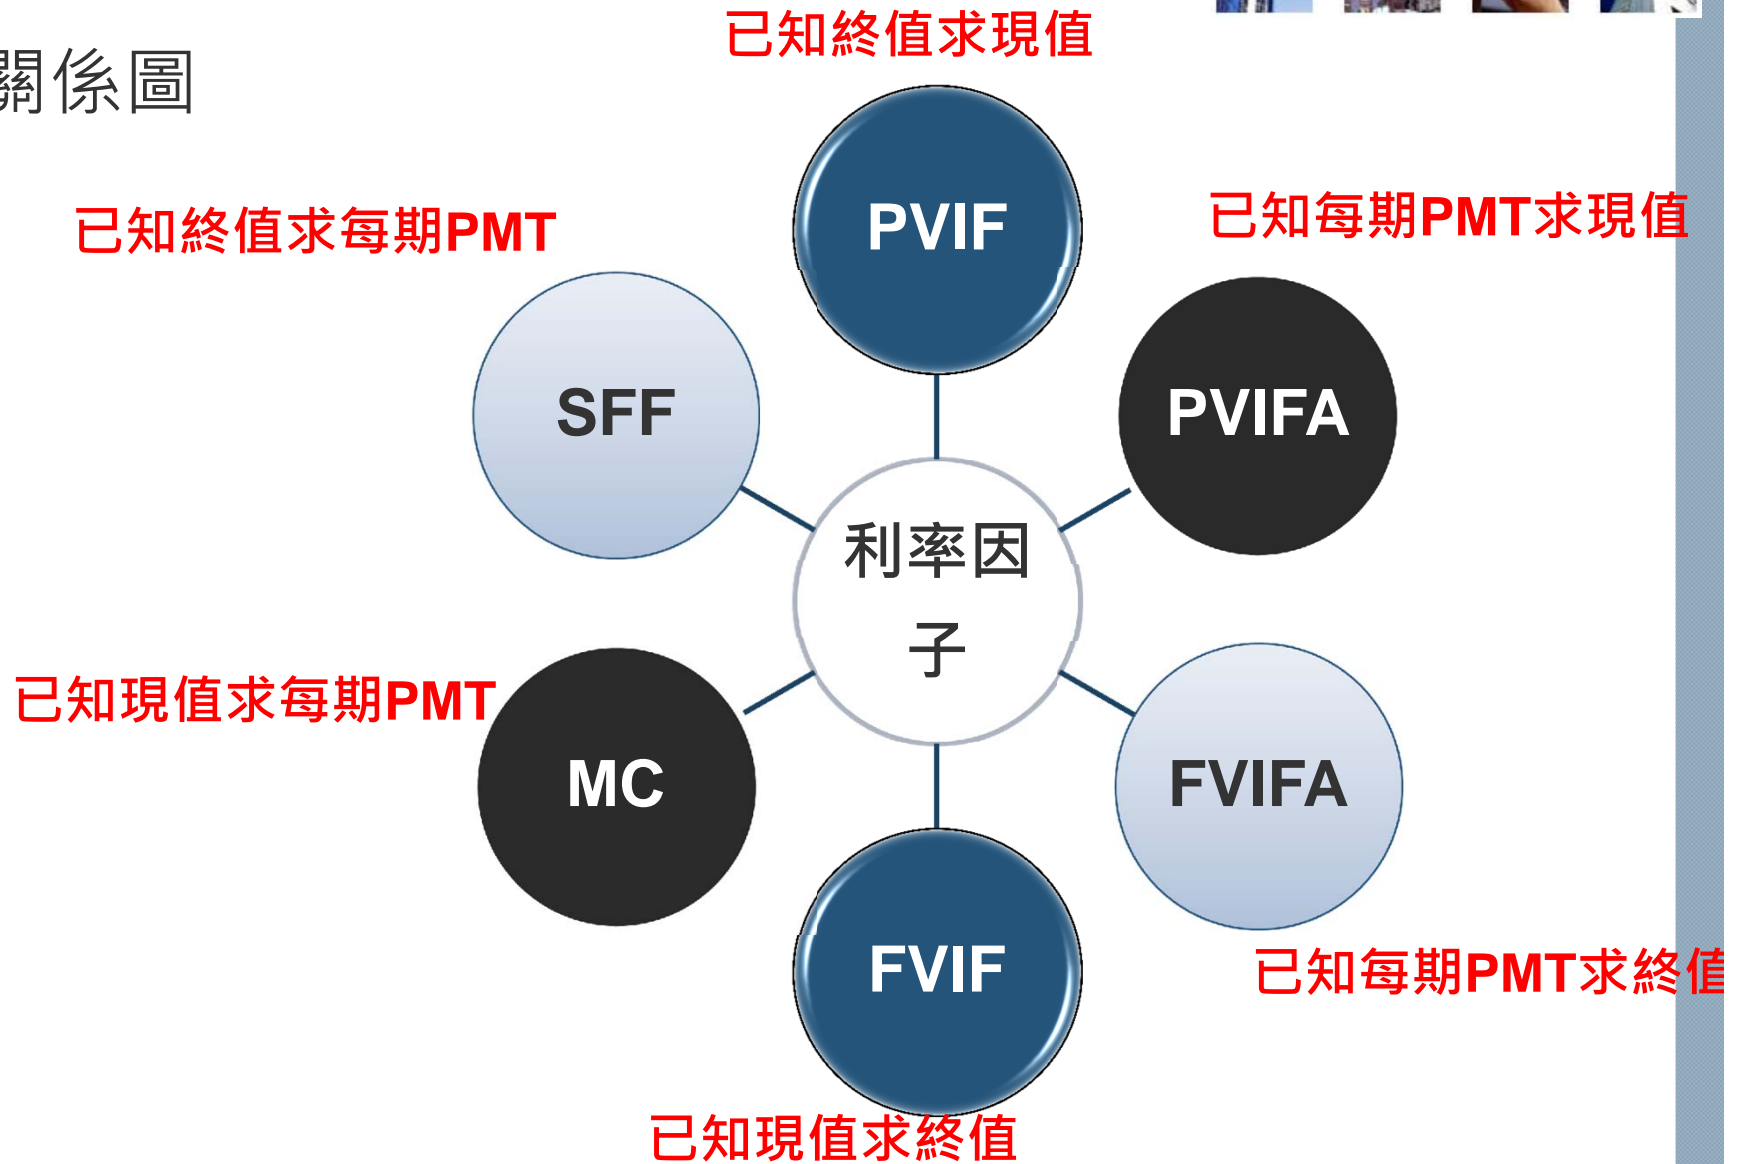 已知終值求現值
關係圖
已知終值求每期PMT
PVIF
已知每期PMT求現值
SFF
PVIFA
利率因
子
已知現值求每期PMT
MC
FVIFA
FVIF
已知每期PMT求終值
已知現值求終值